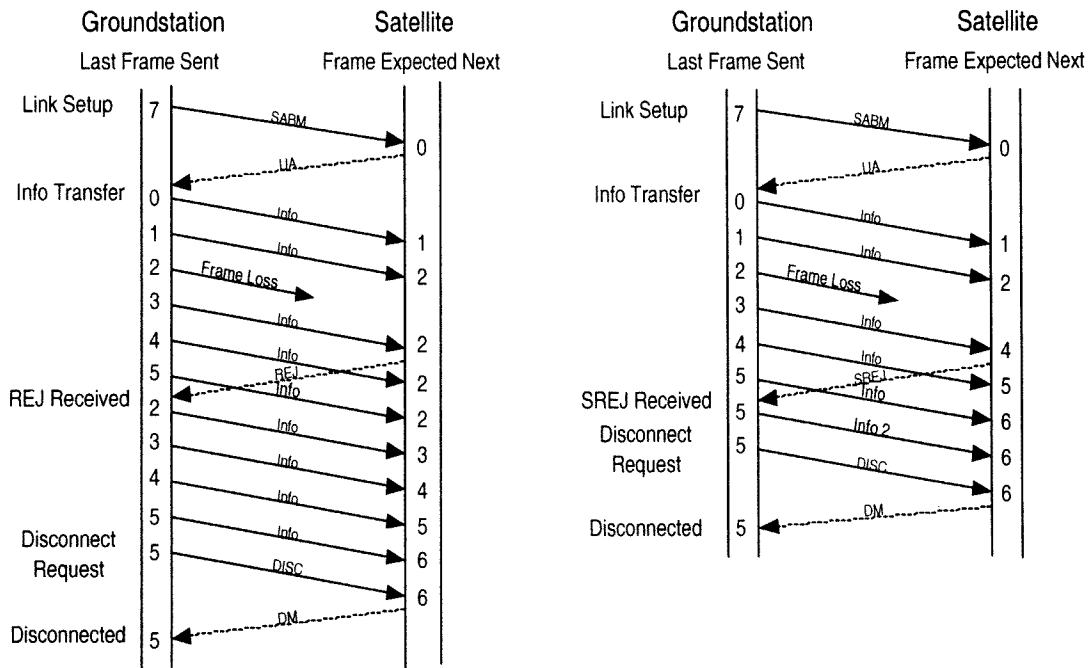 Groundstation
Satellite
Last Frame Sent
Frame Expected Next
Link Setup
7
SABM
0
UA
Info Transfer
0
Info
1
1
Info
2
2
Frame Loss
3
Info
2
4
Info
2
REJ
5
Info
2
REJ Received
2
Info
3
3
Info
4
4
Info
5
5
Info
6
Disconnect
Request
5
DISC
6
DM
Disconnected
5
Groundstation
Satellite
Last Frame Sent
Frame Expected Next
Link Setup
7
SABM
0
UA
Info Transfer
0
Info
1
1
Info
2
2
Frame Loss
3
Info
4
4
Info
5
SREJ
5
Info
6
SREJ Received
5
Info 2
6
Disconnect
Request
5
DISC
6
DM
Disconnected
5